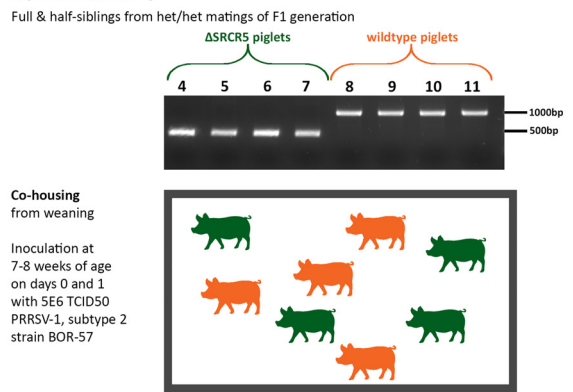 Full & half-siblings from het/het matings of F1 generation
ΔSRCR5 piglets
wildtype piglets
4 5 6 7 8 9 10 11
1000bp
500bp
Co-housing
from weaning
Inoculation at
7-8 weeks of age
on days 0 and 1
with 5E6 TCID50
PRRSV-1, subtype 2
strain BOR-57